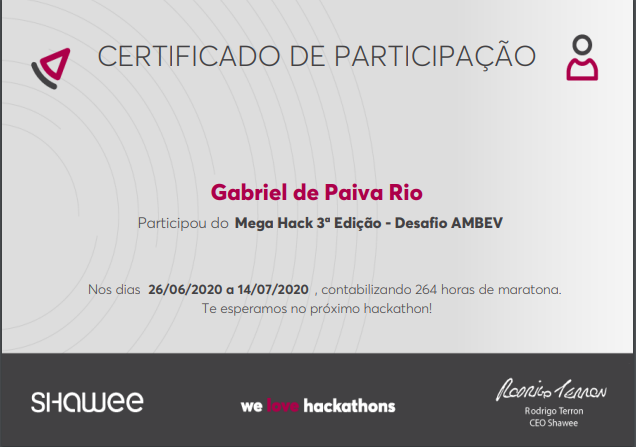 CERTIFICADO DE PARTICIPAÇÃO
Gabriel de Paiva Rio
Participou do Mega Hack 3ª Edição - Desafio AMBEV
Nos dias 26/06/2020 a 14/07/2020 , contabilizando 264 horas de maratona.
Te esperamos no próximo hackathon!
SHAWEE
we love hackathons
Rodrigo Terron
Rodrigo Terron
CEO Shawee